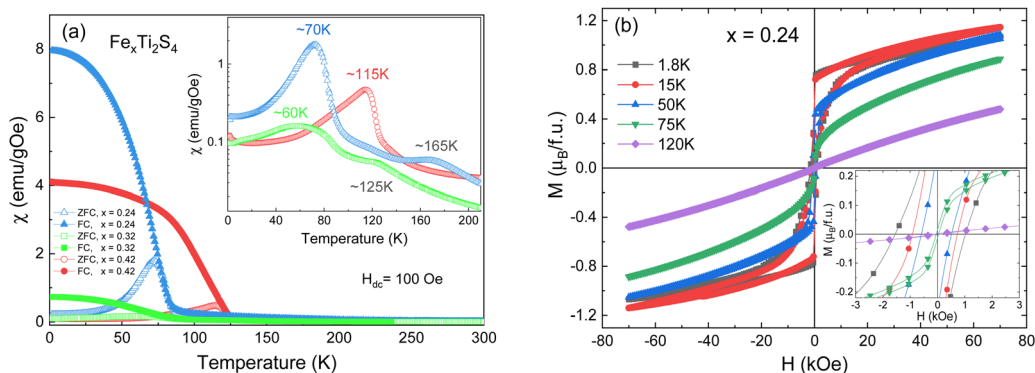 (a)
FeₓTi₂S₄
χ (emu/gOe)
8
6
4
2
0
0 50 100 150 200 250 300
Temperature (K)
ZFC, x = 0.24
FC, x = 0.24
ZFC, x = 0.32
FC, x = 0.32
ZFC, x = 0.42
FC, x = 0.42
H_dc= 100 Oe
χ (emu/gOe)
1
0.1
~70K
~115K
~60K
~165K
~125K
0 40 80 120 160 200
Temperature (K)
(b)
x = 0.24
M (μ_B/f.u.)
1.2
0.8
0.4
0.0
-0.4
-0.8
-1.2
1.8K
15K
50K
75K
120K
-80 -60 -40 -20 0 20 40 60 80
H (kOe)
M (μ_B/f.u.)
0.2
0.1
0.0
-0.1
-0.2
-3 -2 -1 0 1 2 3
H (kOe)